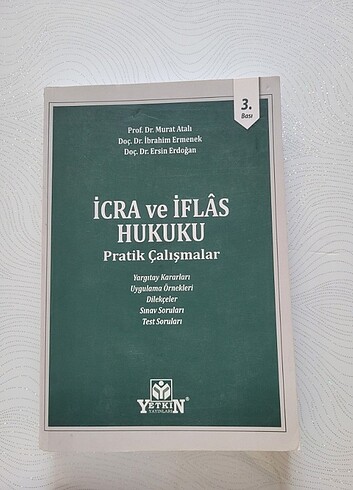 3.
Bası
Prof. Dr. Murat Atalı
Doç. Dr. İbrahim Ermenek
Doç. Dr. Ersin Erdoğan
İCRA ve İFLÂS
HUKUKU
Pratik Çalışmalar
Yargıtay Kararları
Uygulama Örnekleri
Dilekçeler
Sınav Soruları
Test Soruları
YETKİN
YAYINLARI